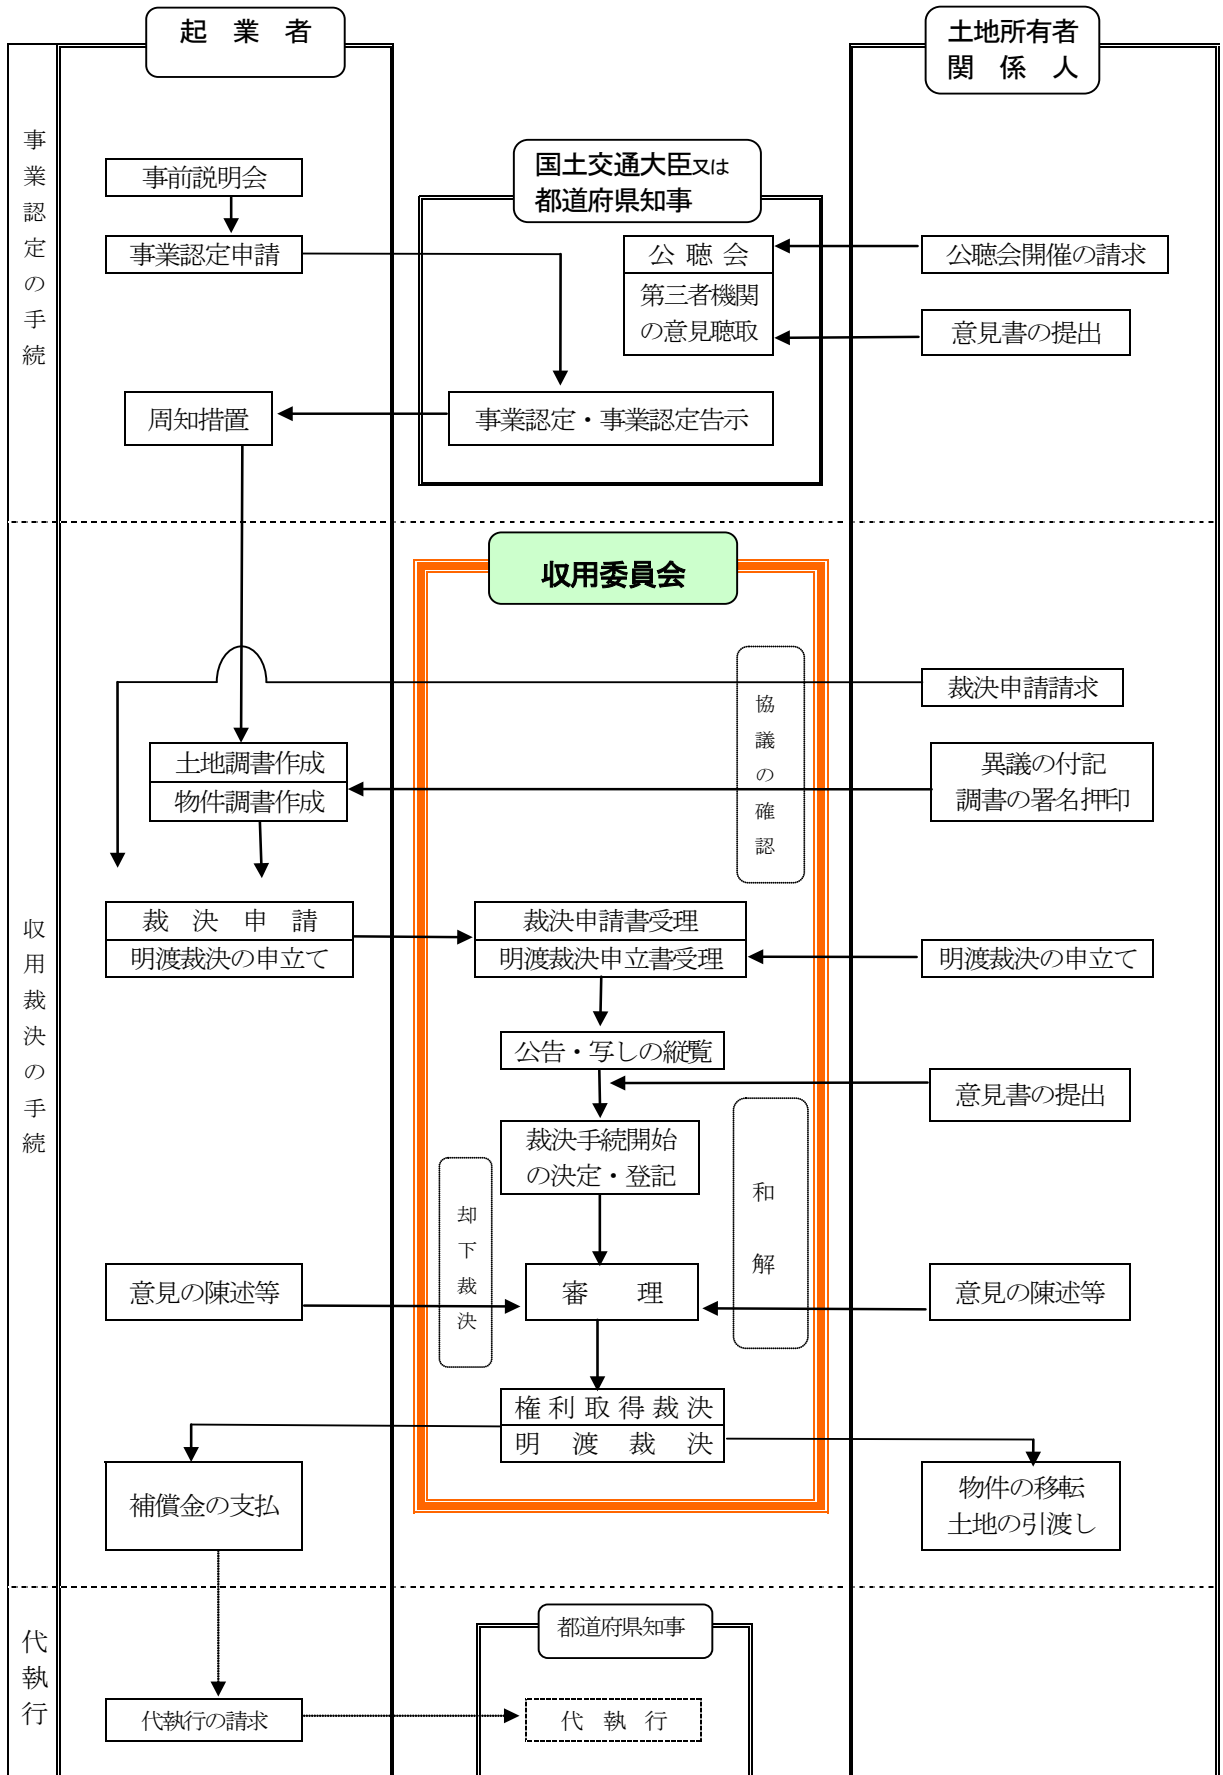 起　業　者
土地所有者
関　係　人
事業認定の手続
国土交通大臣又は
都道府県知事
事前説明会
事業認定申請
公 聴 会
第三者機関
の意見聴取
公聴会開催の請求
意見書の提出
周知措置
事業認定・事業認定告示
収用委員会
収用裁決の手続
協議の確認
裁決申請請求
土地調書作成
物件調書作成
異議の付記
調書の署名押印
裁　決　申　請
明渡裁決の申立て
裁決申請書受理
明渡裁決申立書受理
明渡裁決の申立て
公告・写しの縦覧
意見書の提出
裁決手続開始
の決定・登記
却下裁決
和　解
意見の陳述等
審　　理
意見の陳述等
権 利 取 得 裁 決
明　渡　裁　決
補償金の支払
物件の移転
土地の引渡し
代執行
都道府県知事
代執行の請求
代　執　行